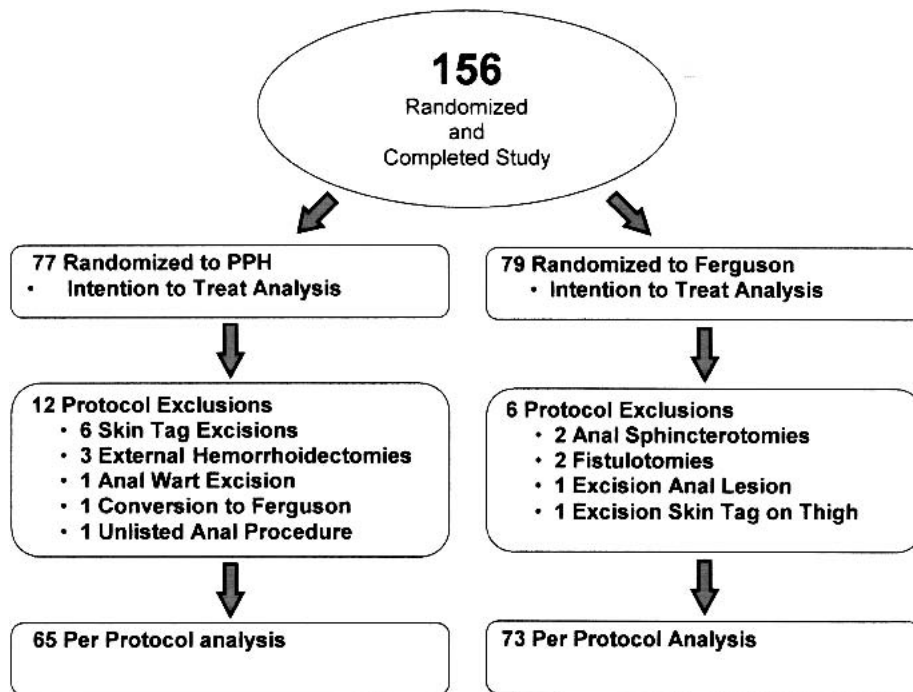 156
Randomized
and
Completed Study
77 Randomized to PPH
• Intention to Treat Analysis
79 Randomized to Ferguson
• Intention to Treat Analysis
12 Protocol Exclusions
• 6 Skin Tag Excisions
• 3 External Hemorrhoidectomies
• 1 Anal Wart Excision
• 1 Conversion to Ferguson
• 1 Unlisted Anal Procedure
6 Protocol Exclusions
• 2 Anal Sphincterotomies
• 2 Fistulotomies
• 1 Excision Anal Lesion
• 1 Excision Skin Tag on Thigh
65 Per Protocol analysis
73 Per Protocol Analysis